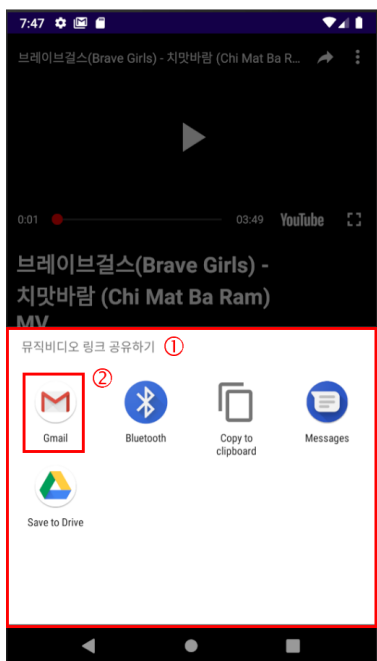 7:47
브레이브걸스(Brave Girls) - 치맛바람 (Chi Mat Ba R...
0:01 03:49 YouTube
브레이브걸스(Brave Girls) -
치맛바람 (Chi Mat Ba Ram)
MV
뮤직비디오 링크 공유하기 ①
②
Gmail Bluetooth Copy to clipboard Messages
Save to Drive